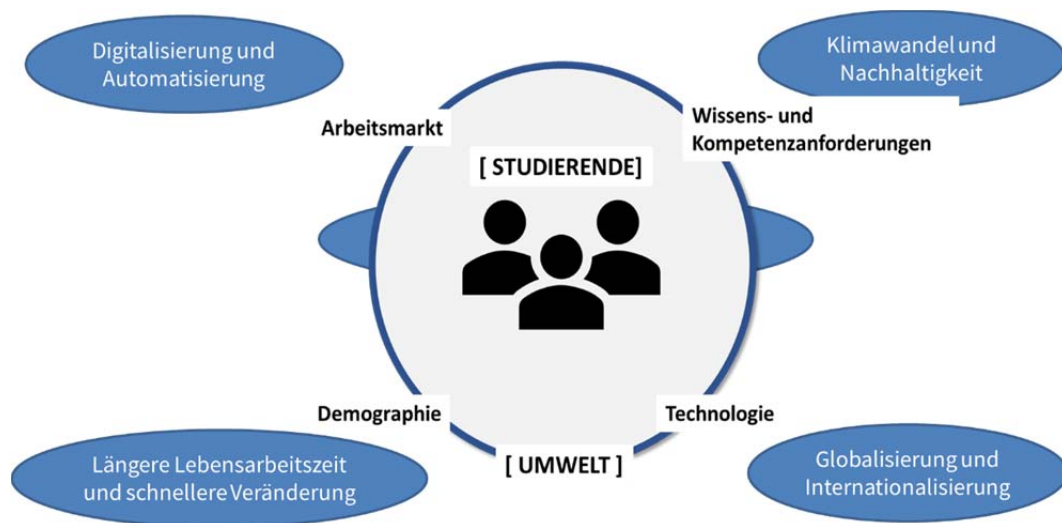 Digitalisierung und
Automatisierung
Klimawandel und
Nachhaltigkeit
Arbeitsmarkt
Wissens- und
Kompetenzanforderungen
[ STUDIERENDE]
Demographie
Technologie
[ UMWELT ]
Längere Lebensarbeitszeit
und schnellere Veränderung
Globalisierung und
Internationalisierung